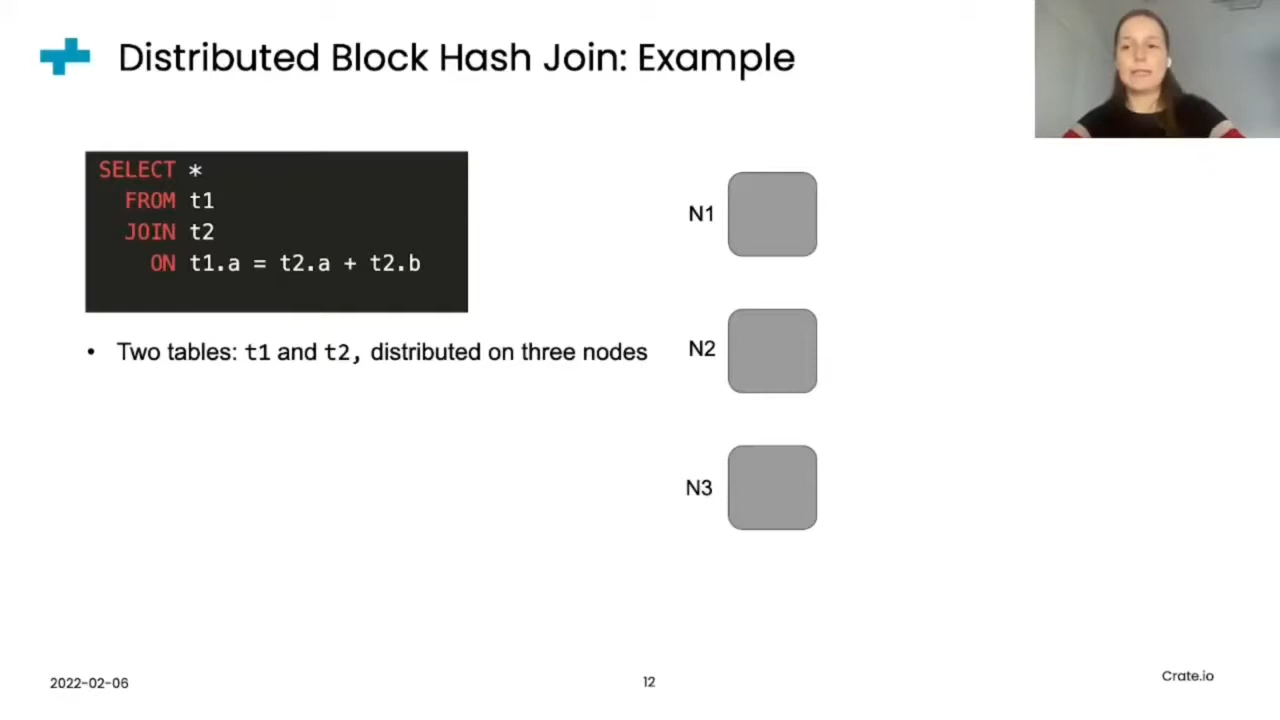 Distributed Block Hash Join: Example
SELECT *
FROM t1
JOIN t2
ON t1.a = t2.a + t2.b
• Two tables: t1 and t2, distributed on three nodes
N1
N2
N3
2022-02-06
12
Crate.io